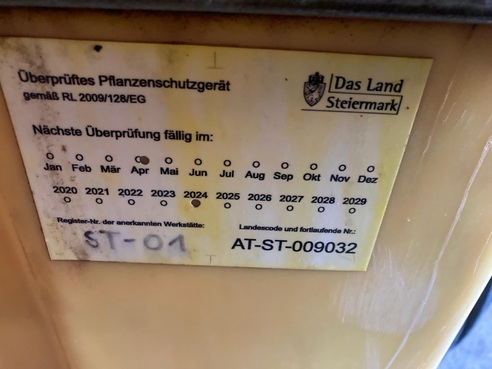 Überprüftes Pflanzenschutzgerät
gemäß RL 2009/128/EG
Das Land
Steiermark
Nächste Überprüfung fällig im:
Jan Feb Mär Apr Mai Jun Jul Aug Sep Okt Nov Dez
2020 2021 2022 2023 2024 2025 2026 2027 2028 2029
Register-Nr. der anerkannten Werkstätte:
ST-01
Landescode und fortlaufende Nr.:
AT-ST-009032